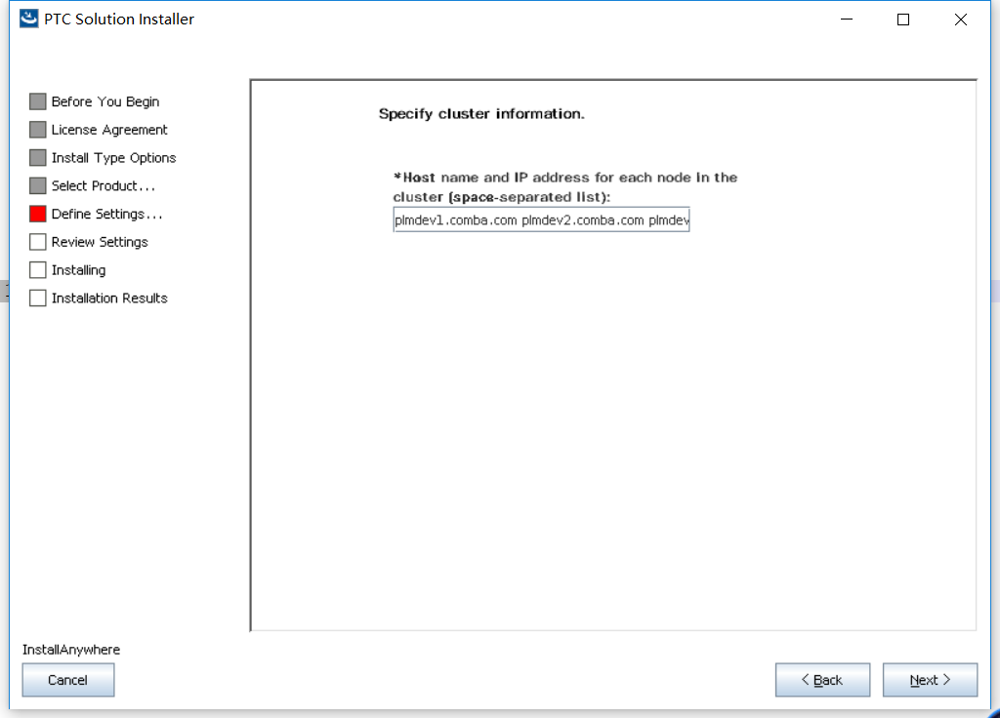 PTC Solution Installer
Before You Begin
License Agreement
Install Type Options
Select Product...
Define Settings...
Review Settings
Installing
Installation Results
Specify cluster information.
*Host name and IP address for each node in the
cluster (space-separated list):
plmdev1.comba.com plmdev2.comba.com plmdev
InstallAnywhere
Cancel
< Back
Next >